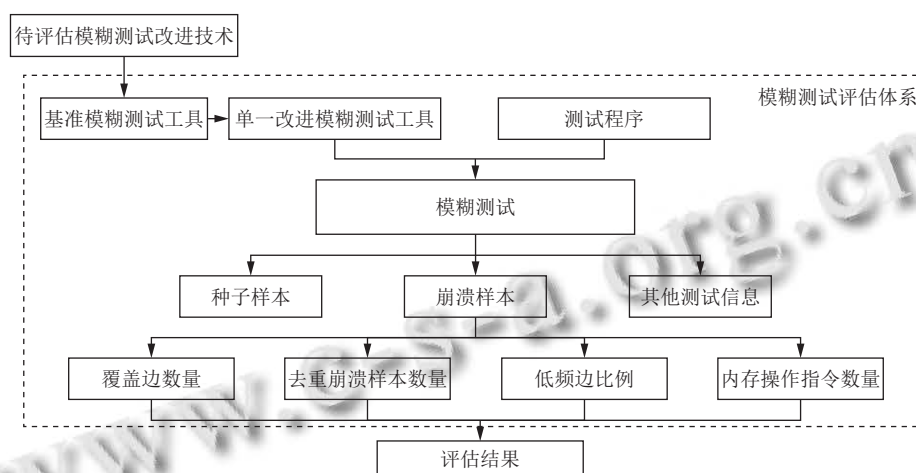 待评估模糊测试改进技术
模糊测试评估体系
基准模糊测试工具
单一改进模糊测试工具
测试程序
模糊测试
种子样本
崩溃样本
其他测试信息
覆盖边数量
去重崩溃样本数量
低频边比例
内存操作指令数量
评估结果
www.c-s-a.org.cn